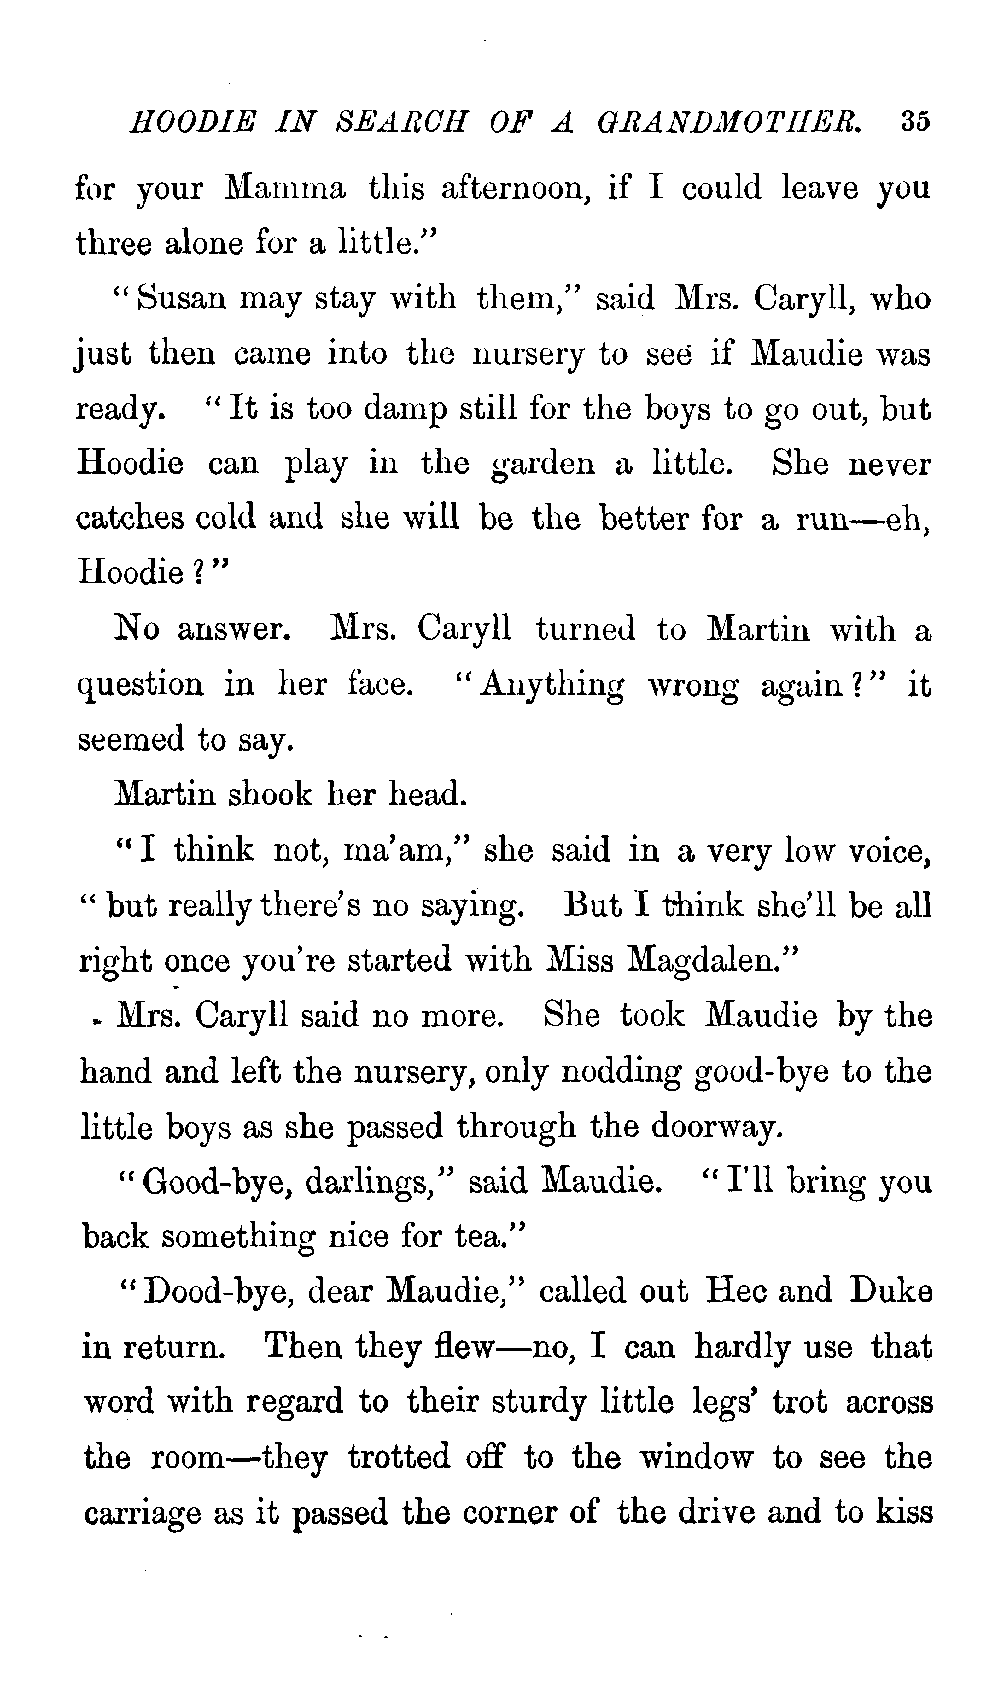 HOODIE IN SEARCH OF A GRANDMOTHER. 35
for your Mamma this afternoon, if I could leave you
three alone for a little."
"Susan may stay with them," said Mrs. Caryll, who
just then came into the nursery to see if Maudie was
ready. "It is too damp still for the boys to go out, but
Hoodie can play in the garden a little. She never
catches cold and she will be the better for a run—eh,
Hoodie?"
No answer. Mrs. Caryll turned to Martin with a
question in her face. "Anything wrong again?" it
seemed to say.
Martin shook her head.
"I think not, ma'am," she said in a very low voice,
"but really there's no saying. But I think she'll be all
right once you're started with Miss Magdalen."
Mrs. Caryll said no more. She took Maudie by the
hand and left the nursery, only nodding good-bye to the
little boys as she passed through the doorway.
"Good-bye, darlings," said Maudie. "I'll bring you
back something nice for tea."
"Dood-bye, dear Maudie," called out Hec and Duke
in return. Then they flew—no, I can hardly use that
word with regard to their sturdy little legs' trot across
the room—they trotted off to the window to see the
carriage as it passed the corner of the drive and to kiss